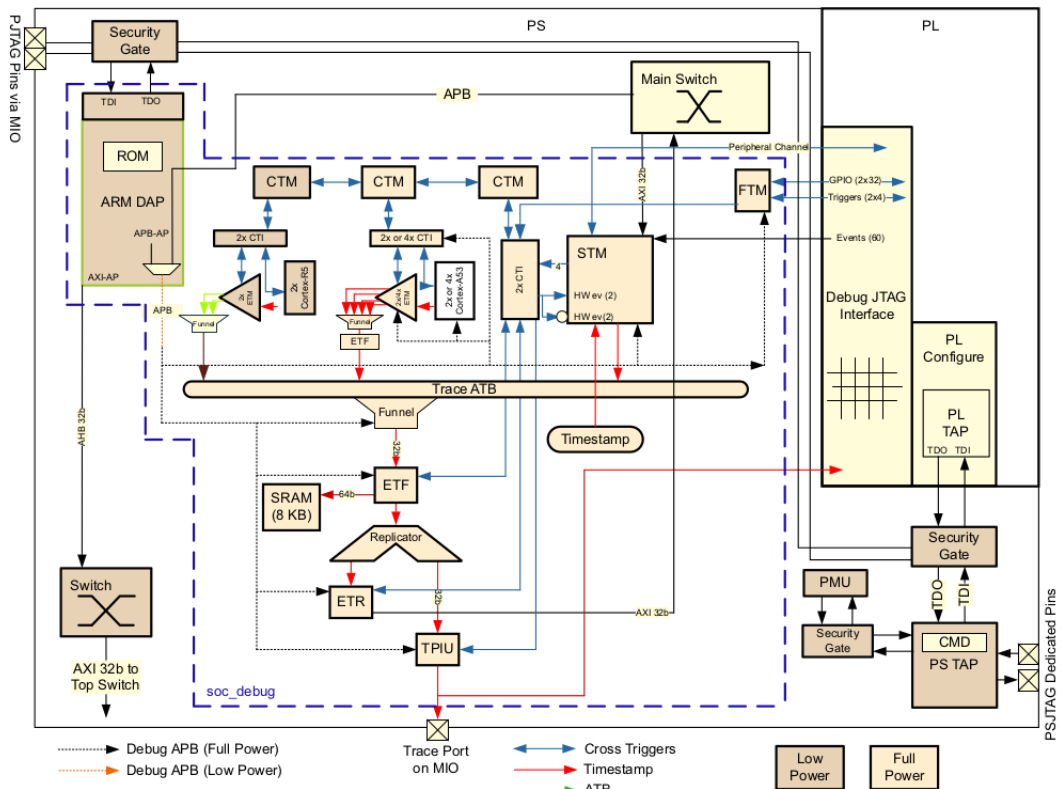 PS
PL
PJTAG Pins via MIO
Security
Gate
TDI
TDO
ROM
ARM DAP
APB-AP
AXI-AP
APB
Main Switch
AXI 32b
Peripheral Channel
GPIO (2x32)
Triggers (2x4)
Events (60)
FTM
CTM
CTM
CTM
2x CTI
2x or 4x CTI
2x CTI
2x
ETM
2x
Cortex-R5
2x/4x
ETM
2x or 4x
Cortex-A53
STM
4
HW ev (2)
HW ev(2)
Funnel
Funnel
ETF
APB
Trace ATB
Funnel
Timestamp
32b
ETF
64b
SRAM
(8 KB)
Replicator
ETR
32b
AXI 32b
TPIU
soc_debug
AHB 32b
Switch
AXI 32b to
Top Switch
Debug JTAG
Interface
PL
Configure
PL
TAP
TDO
TDI
Security
Gate
TDO
TDI
PMU
Security
Gate
CMD
PS TAP
PSJTAG Dedicated Pins
Trace Port
on MIO
Debug APB (Full Power)
Debug APB (Low Power)
Cross Triggers
Timestamp
ATB
Low
Power
Full
Power